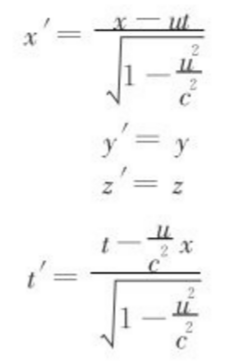 x′ = (x − ut) / √(1 − u²/c²)
y′ = y
z′ = z
t′ = (t − (u/c²) x) / √(1 − u²/c²)